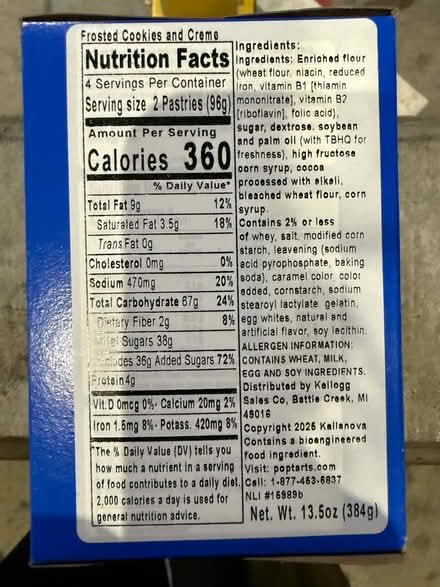 Frosted Cookies and Creme
Nutrition Facts
4 Servings Per Container
Serving size 2 Pastries (96g)
Amount Per Serving
Calories 360
% Daily Value*
Total Fat 9g 12%
Saturated Fat 3.5g 18%
Trans Fat 0g
Cholesterol 0mg 0%
Sodium 470mg 20%
Total Carbohydrate 67g 24%
Dietary Fiber 2g 8%
Sugars 38g
36g Added Sugars 72%
Protein 4g
Vit.D 0mcg 0%· Calcium 20mg 2%
Iron 1.5mg 8%· Potass. 420mg 8%
*The % Daily Value (DV) tells you
how much a nutrient in a serving
of food contributes to a daily diet.
2,000 calories a day is used for
general nutrition advice.
Ingredients:
Ingredients: Enriched flour
(wheat flour, niacin, reduced
iron, vitamin B1 [thiamin
mononitrate], vitamin B2
[riboflavin], folic acid),
sugar, dextrose, soybean
and palm oil (with TBHQ for
freshness), high fructose
corn syrup, cocoa
processed with alkali,
bleached wheat flour, corn
syrup.
Contains 2% or less
of whey, salt, modified corn
starch, leavening (sodium
acid pyrophosphate, baking
soda), caramel color, color
added, cornstarch, sodium
stearoyl lactylate, gelatin,
egg whites, natural and
artificial flavor, soy lecithin.
ALLERGEN INFORMATION:
CONTAINS WHEAT, MILK,
EGG AND SOY INGREDIENTS.
Distributed by Kellogg
Sales Co, Battle Creek, MI
49016
Copyright 2025 Kellanova
Contains a bioengineered
food ingredient.
Visit: poptarts.com
Call: 1-877-453-5837
NLI #15989b
Net. Wt. 13.5oz (384g)